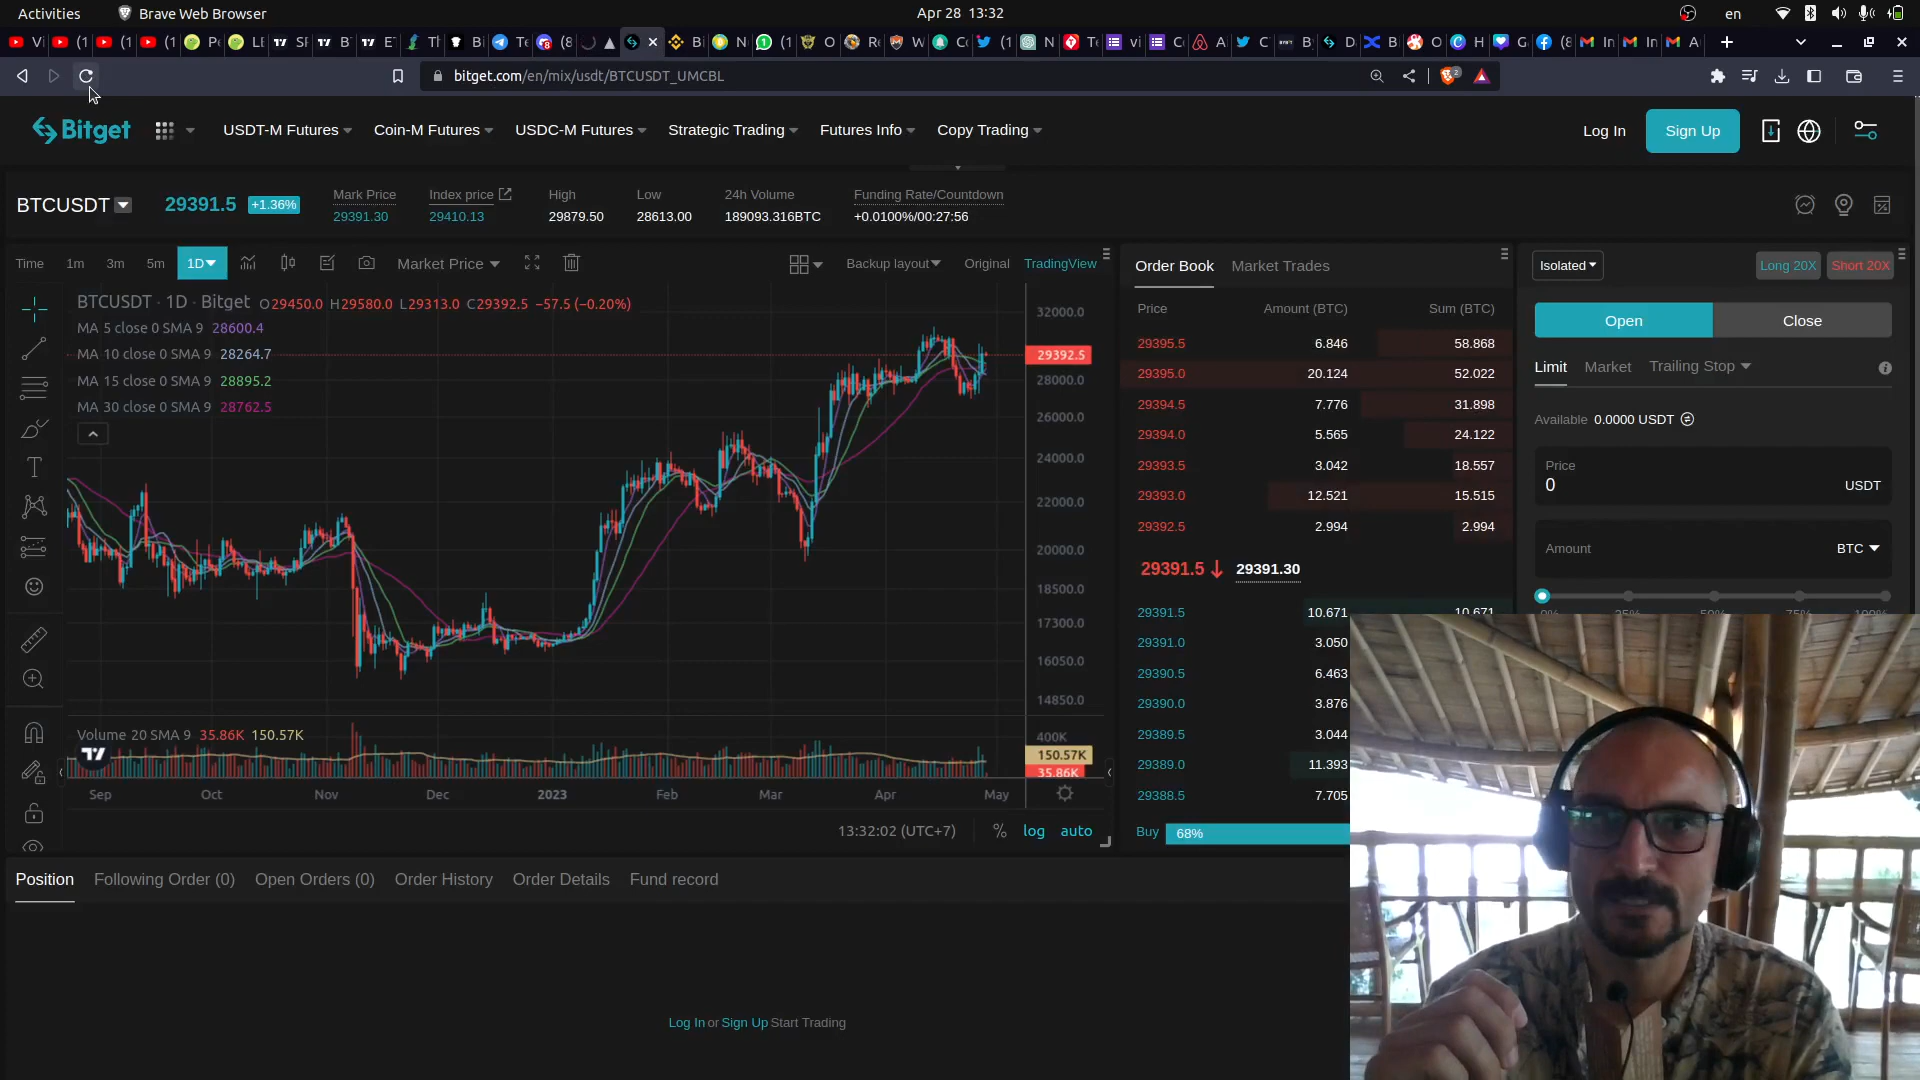 Activities Brave Web Browser Apr 28 13:32 en
bitget.com/en/mix/usdt/BTCUSDT_UMCBL 2
Bitget USDT-M Futures Coin-M Futures USDC-M Futures Strategic Trading Futures Info Copy Trading Log In Sign Up
BTCUSDT 29391.5 +1.36%
Mark Price Index price High Low 24h Volume Funding Rate/Countdown
29391.30 29410.13 29879.50 28613.00 189093.316BTC +0.0100%/00:27:56
Time 1m 3m 5m 1D Market Price Backup layout Original TradingView
BTCUSDT · 1D · Bitget O29450.0 H29580.0 L29313.0 C29392.5 −57.5 (−0.20%)
MA 5 close 0 SMA 9 28600.4
MA 10 close 0 SMA 9 28264.7
MA 15 close 0 SMA 9 28895.2
MA 30 close 0 SMA 9 28762.5
32000.0
29392.5
28000.0
26000.0
24000.0
22000.0
20000.0
18500.0
17300.0
16050.0
14850.0
Volume 20 SMA 9 35.86K 150.57K
400K
150.57K
35.86K
Sep Oct Nov Dec 2023 Feb Mar Apr May
13:32:02 (UTC+7) % log auto
Order Book Market Trades
Price Amount (BTC) Sum (BTC)
29395.5 6.846 58.868
29395.0 20.124 52.022
29394.5 7.776 31.898
29394.0 5.565 24.122
29393.5 3.042 18.557
29393.0 12.521 15.515
29392.5 2.994 2.994
29391.5 29391.30
29391.5 10.671 10.671
29391.0 3.050
29390.5 6.463
29390.0 3.876
29389.5 3.044
29389.0 11.393
29388.5 7.705
Buy 68%
Isolated Long 20X Short 20X
Open Close
Limit Market Trailing Stop
Available 0.0000 USDT
Price
0 USDT
Amount BTC
0% 25% 50% 75% 100%
Position Following Order (0) Open Orders (0) Order History Order Details Fund record
Log In or Sign Up Start Trading